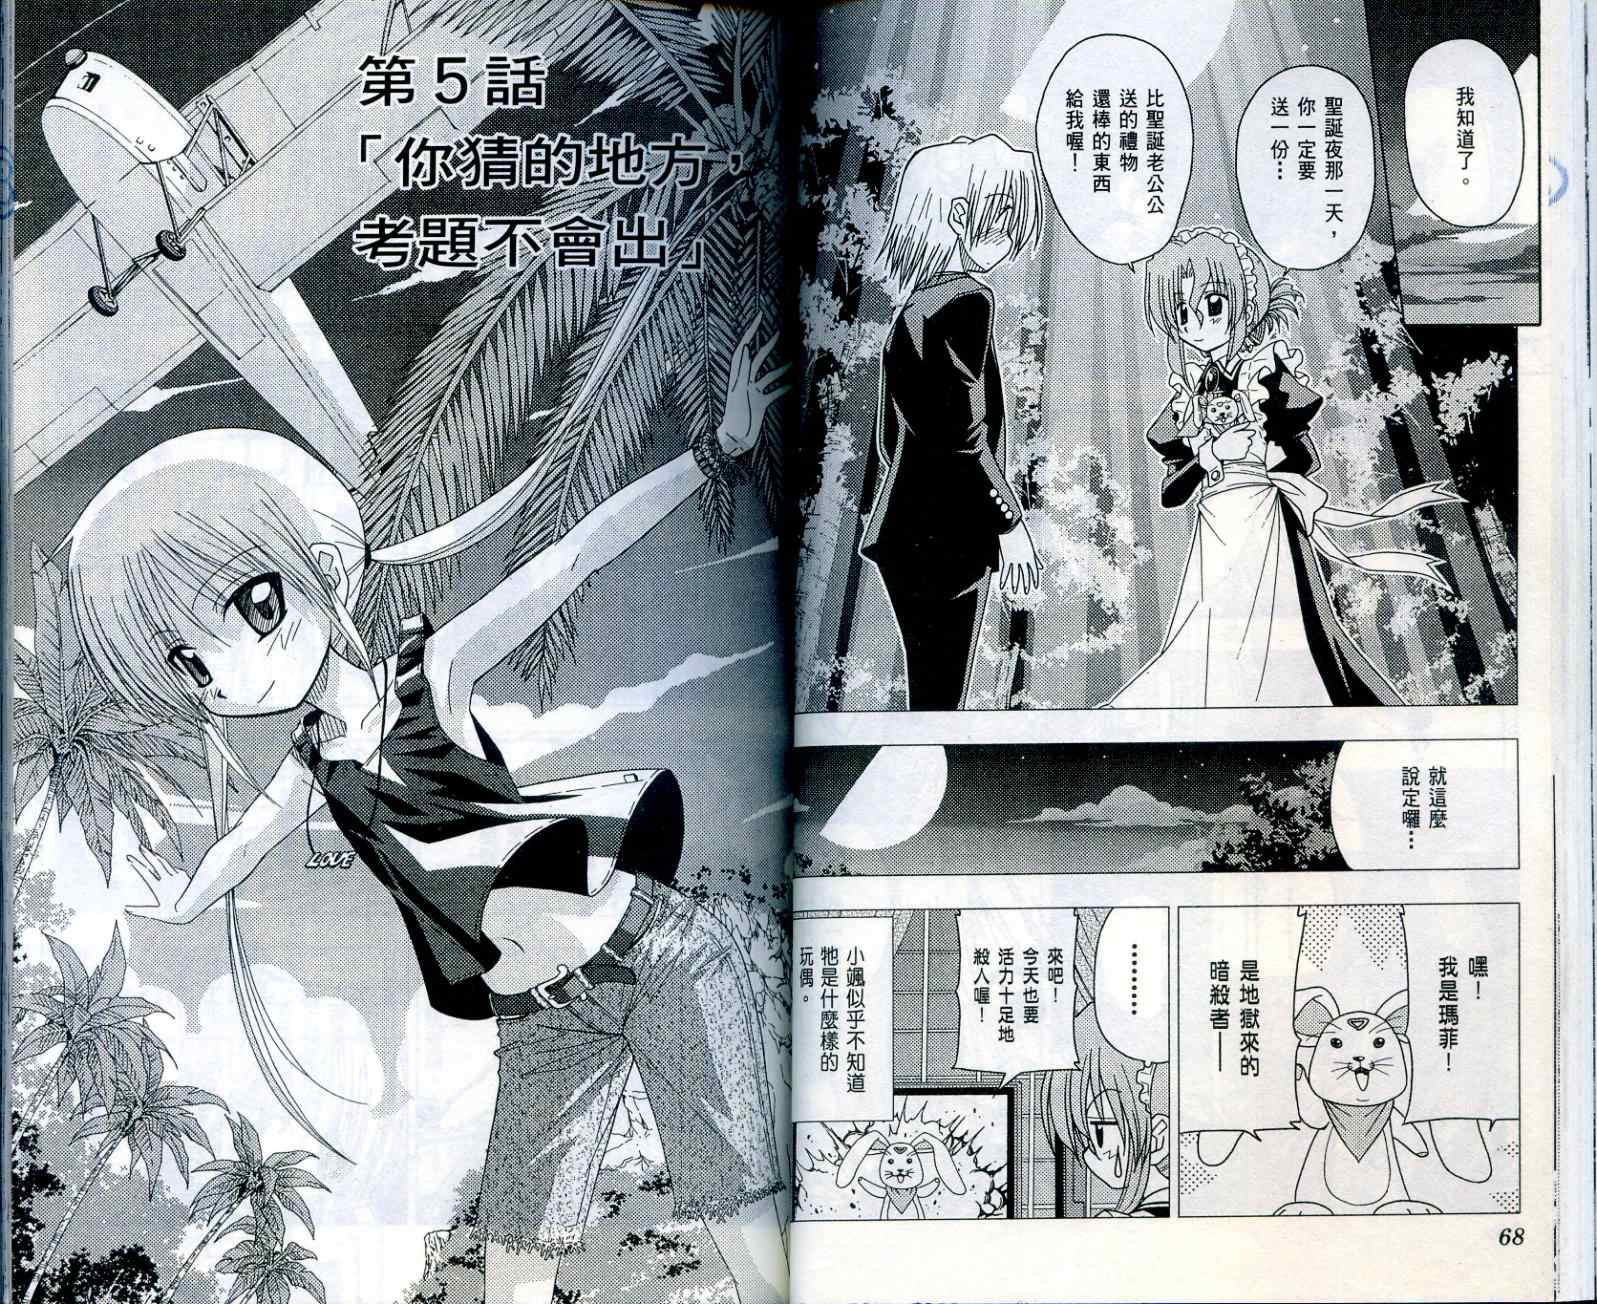 我知道了。
聖誕夜那一天，
你一定要
送一份…
比聖誕老公公
送的禮物
還棒的東西
給我喔！
就這麼
說定囉…
嘿！
我是瑪菲！
是地獄來的
暗殺者——
………
來吧！
今天也要
活力十足地
殺人喔！
小颯似乎不知道
牠是什麼樣的
玩偶。
68
第5話
「你猜的地方，
考題不會出」
LOVE